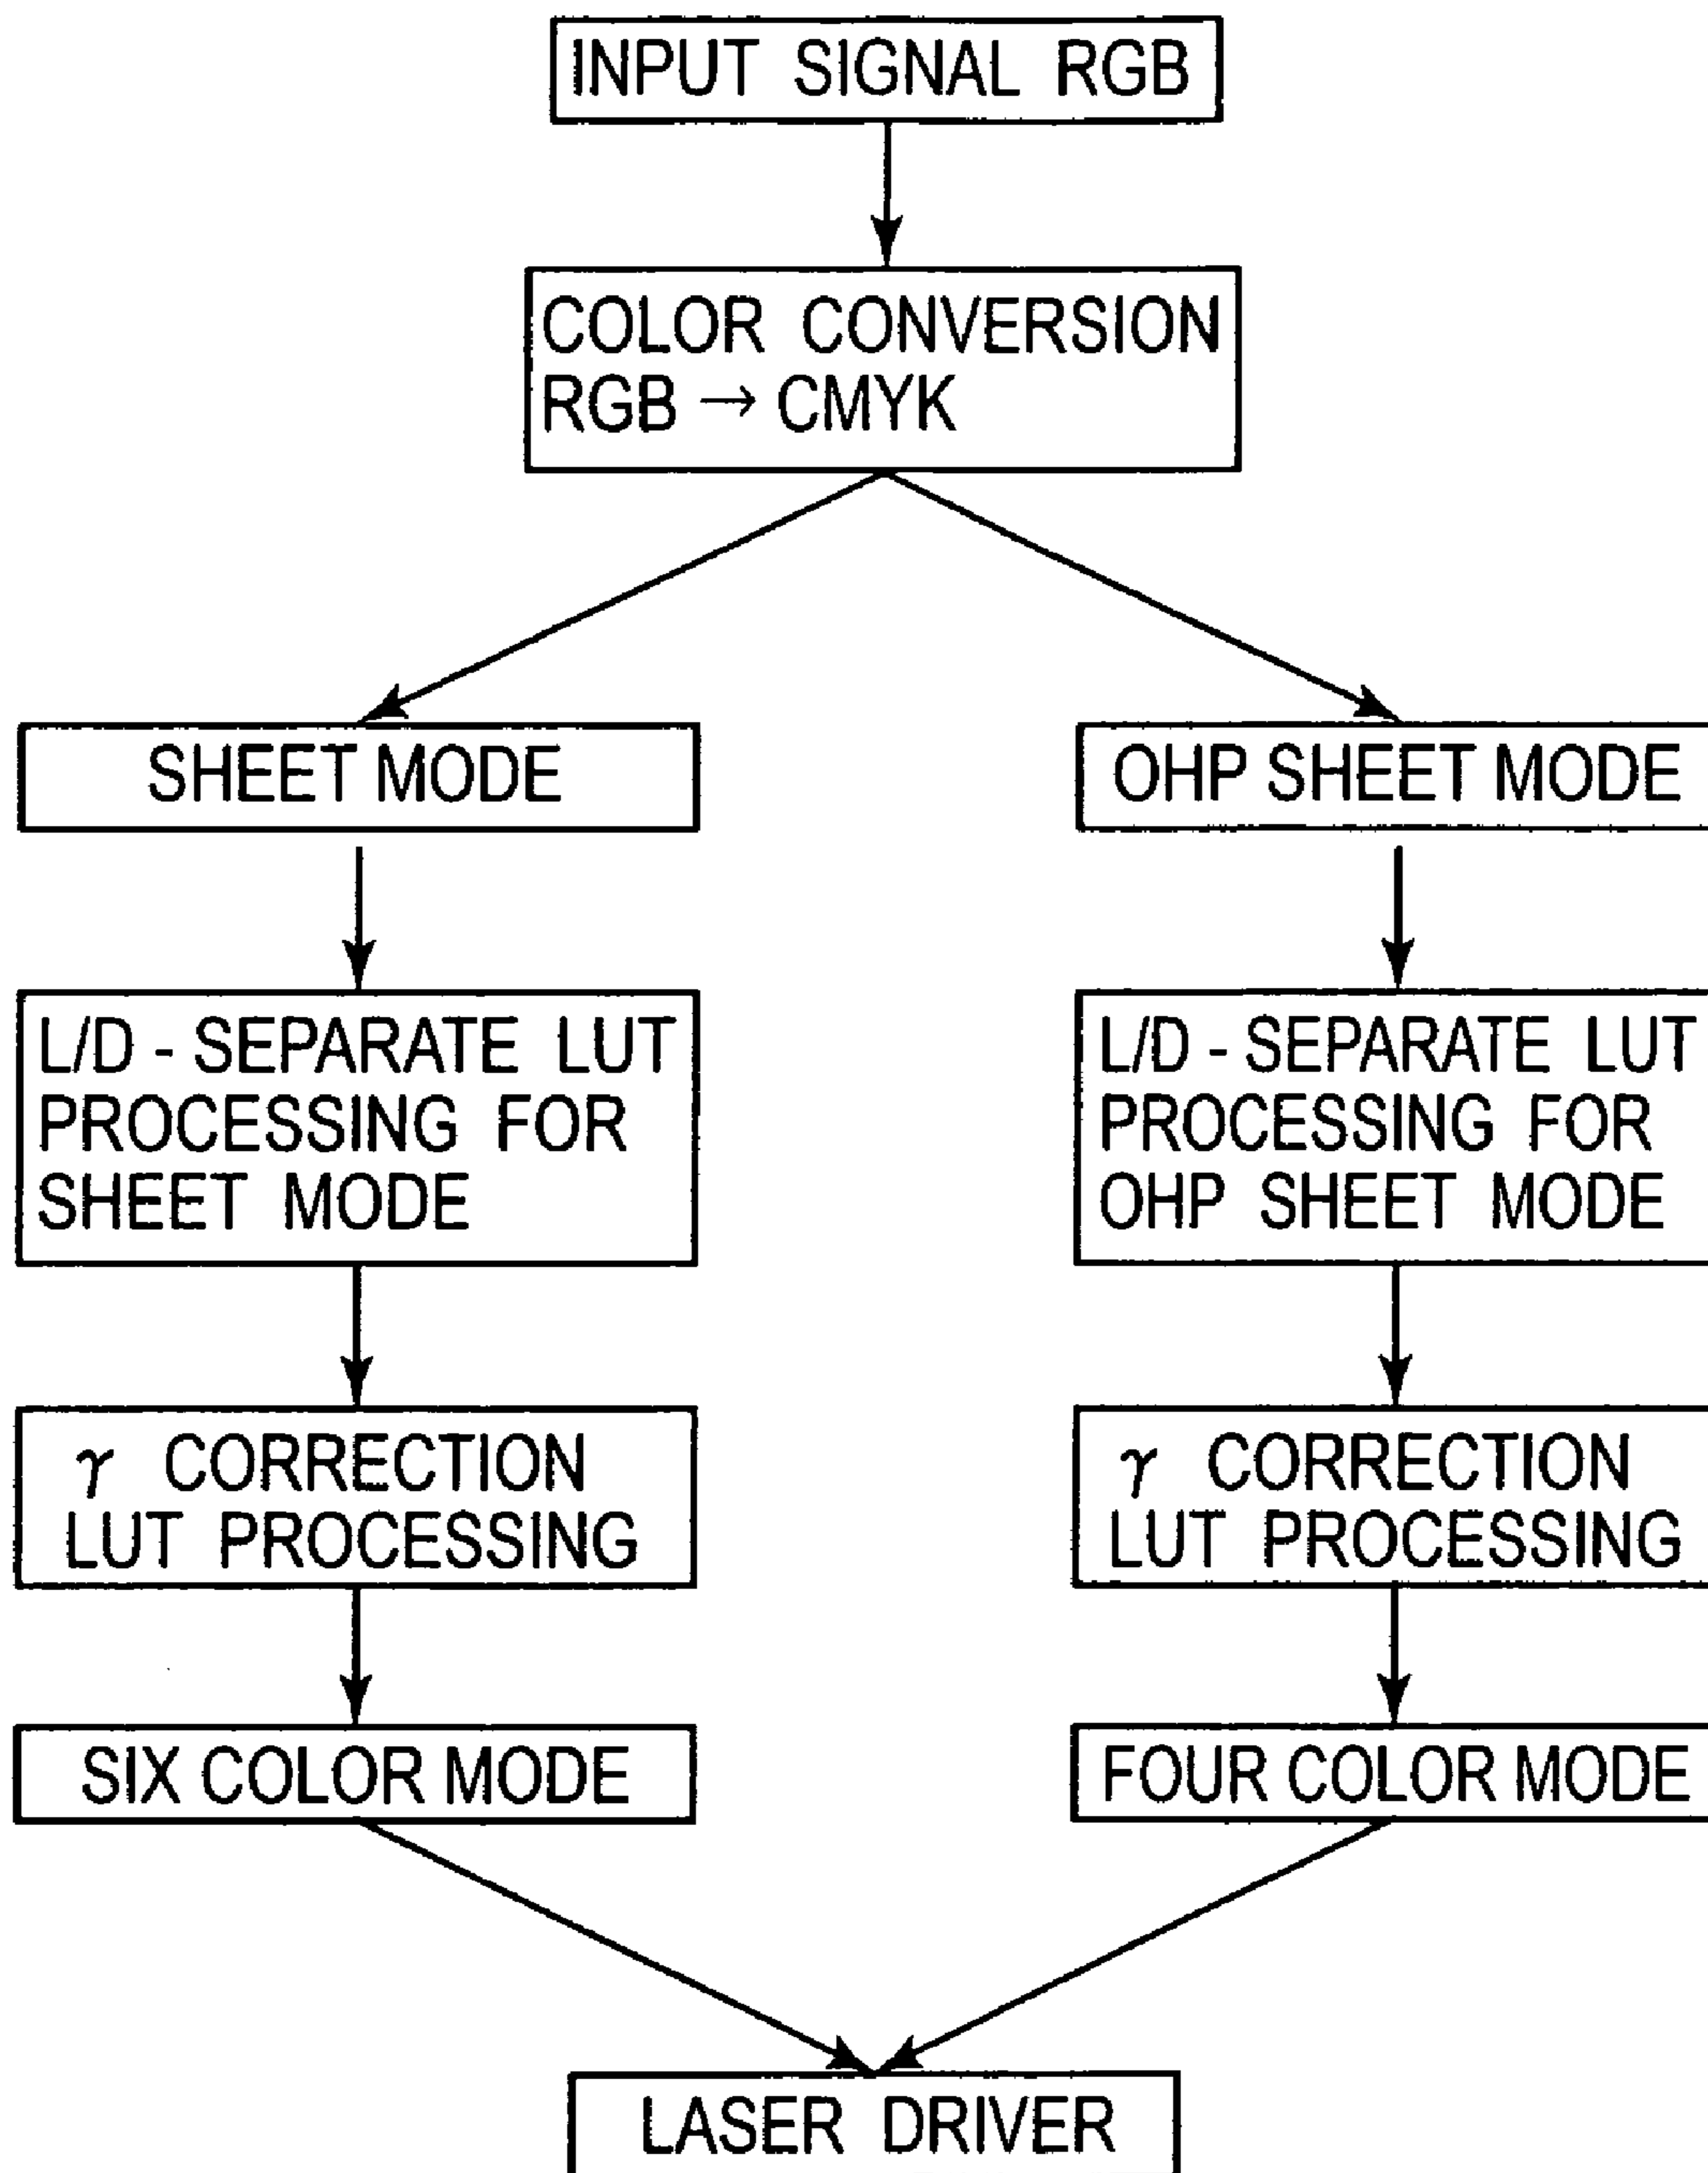 INPUT SIGNAL RGB
COLOR CONVERSION
RGB → CMYK
SHEET MODE
OHP SHEET MODE
L/D - SEPARATE LUT
PROCESSING FOR
SHEET MODE
L/D - SEPARATE LUT
PROCESSING FOR
OHP SHEET MODE
γ CORRECTION
LUT PROCESSING
γ CORRECTION
LUT PROCESSING
SIX COLOR MODE
FOUR COLOR MODE
LASER DRIVER